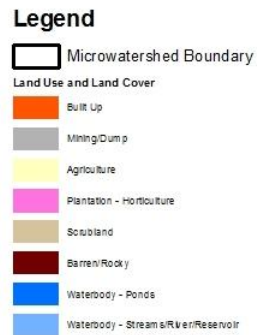 Legend
Microwatershed Boundary
Land Use and Land Cover
Built Up
Mining/Dump
Agriculture
Plantation - Horticulture
Scrubland
Barren/Rocky
Waterbody - Ponds
Waterbody - Streams/River/Reservoir